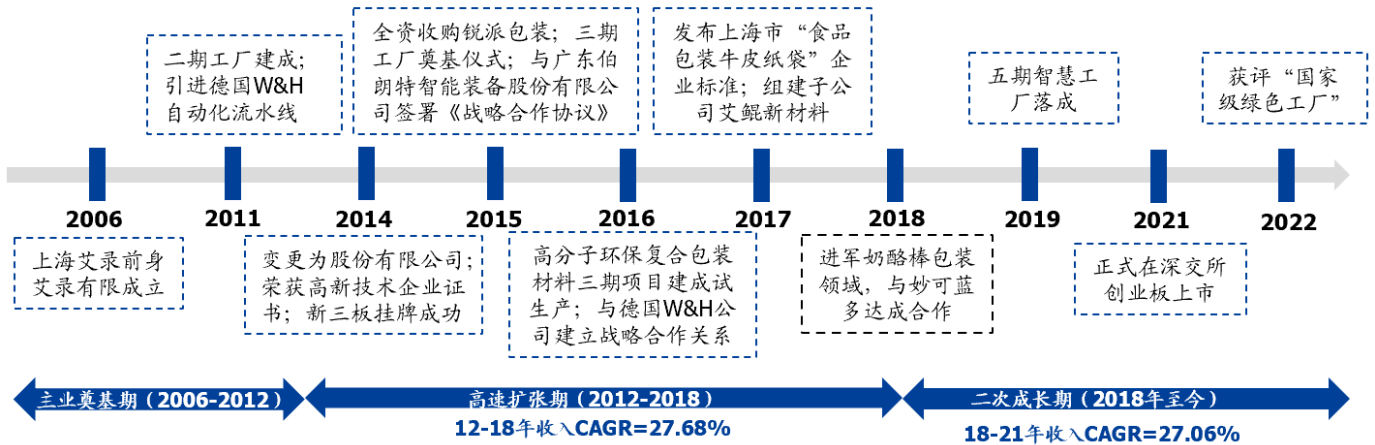 二期工厂建成；
引进德国W&H
自动化流水线
全资收购锐派包装；三期
工厂奠基仪式；与广东伯
朗特智能装备股份有限公
司签署《战略合作协议》
发布上海市“食品
包装牛皮纸袋”企
业标准；组建子公
司艾鲲新材料
五期智慧工
厂落成
获评“国家
级绿色工厂”
2006
2011
2014
2015
2016
2017
2018
2019
2021
2022
上海艾录前身
艾录有限成立
变更为股份有限公司；
荣获高新技术企业证
书；新三板挂牌成功
高分子环保复合包装
材料三期项目建成试
生产；与德国W&H公
司建立战略合作关系
进军奶酪棒包装
领域，与妙可蓝
多达成合作
正式在深交所
创业板上市
主业奠基期（2006-2012）
高速扩张期（2012-2018）
二次成长期（2018年至今）
12-18年收入CAGR=27.68%
18-21年收入CAGR=27.06%